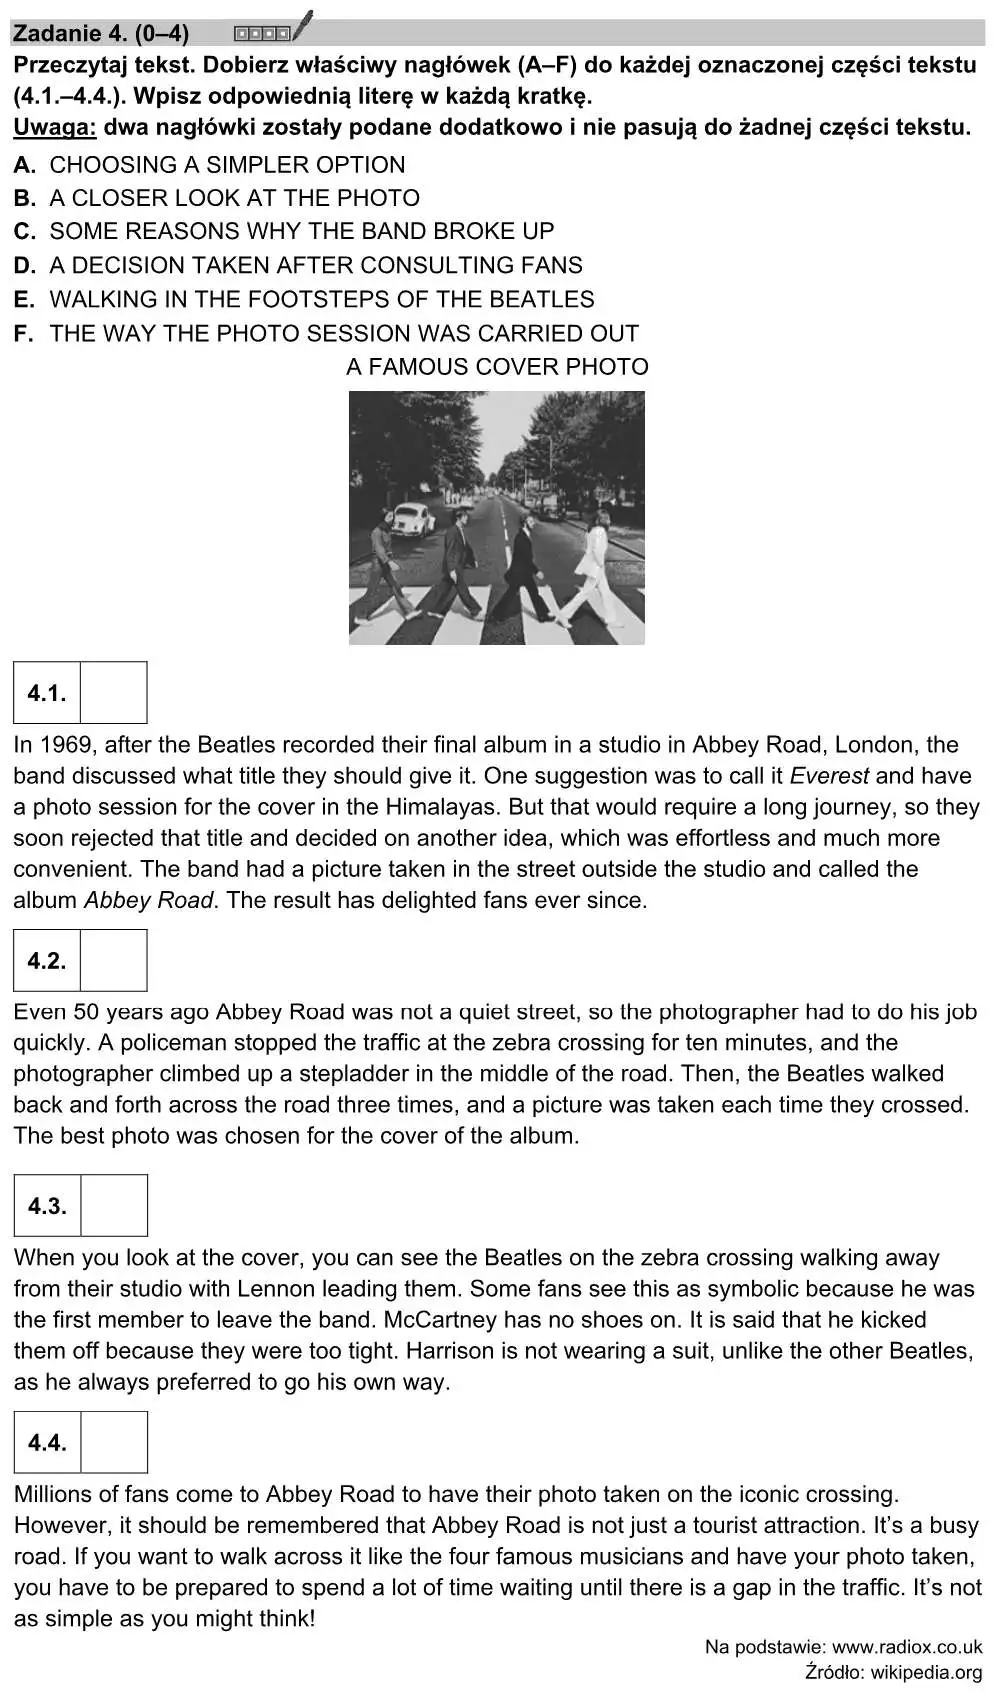 Zadanie 4. (0–4)
Przeczytaj tekst. Dobierz właściwy nagłówek (A–F) do każdej oznaczonej części tekstu
(4.1.–4.4.). Wpisz odpowiednią literę w każdą kratkę.
Uwaga: dwa nagłówki zostały podane dodatkowo i nie pasują do żadnej części tekstu.
A. CHOOSING A SIMPLER OPTION
B. A CLOSER LOOK AT THE PHOTO
C. SOME REASONS WHY THE BAND BROKE UP
D. A DECISION TAKEN AFTER CONSULTING FANS
E. WALKING IN THE FOOTSTEPS OF THE BEATLES
F. THE WAY THE PHOTO SESSION WAS CARRIED OUT
A FAMOUS COVER PHOTO
4.1.
In 1969, after the Beatles recorded their final album in a studio in Abbey Road, London, the
band discussed what title they should give it. One suggestion was to call it Everest and have
a photo session for the cover in the Himalayas. But that would require a long journey, so they
soon rejected that title and decided on another idea, which was effortless and much more
convenient. The band had a picture taken in the street outside the studio and called the
album Abbey Road. The result has delighted fans ever since.
4.2.
Even 50 years ago Abbey Road was not a quiet street, so the photographer had to do his job
quickly. A policeman stopped the traffic at the zebra crossing for ten minutes, and the
photographer climbed up a stepladder in the middle of the road. Then, the Beatles walked
back and forth across the road three times, and a picture was taken each time they crossed.
The best photo was chosen for the cover of the album.
4.3.
When you look at the cover, you can see the Beatles on the zebra crossing walking away
from their studio with Lennon leading them. Some fans see this as symbolic because he was
the first member to leave the band. McCartney has no shoes on. It is said that he kicked
them off because they were too tight. Harrison is not wearing a suit, unlike the other Beatles,
as he always preferred to go his own way.
4.4.
Millions of fans come to Abbey Road to have their photo taken on the iconic crossing.
However, it should be remembered that Abbey Road is not just a tourist attraction. It’s a busy
road. If you want to walk across it like the four famous musicians and have your photo taken,
you have to be prepared to spend a lot of time waiting until there is a gap in the traffic. It’s not
as simple as you might think!
Na podstawie: www.radiox.co.uk
Źródło: wikipedia.org